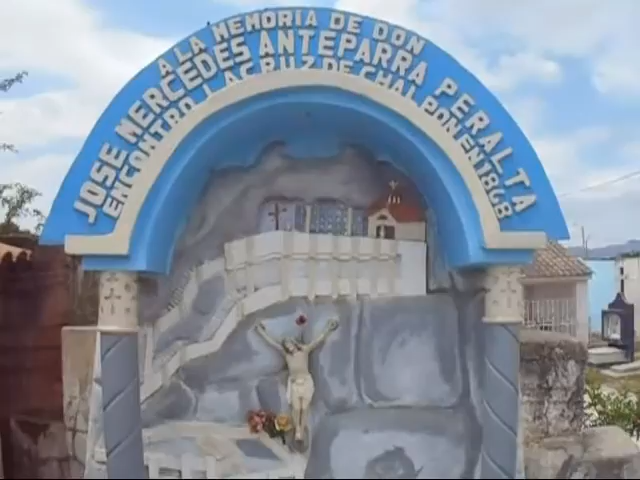 A LA MEMORIA DE DON
JOSE MERCEDES ANTEPARRA PERALTA
ENCONTRO LA CRUZ DE CHALPON EN 1868